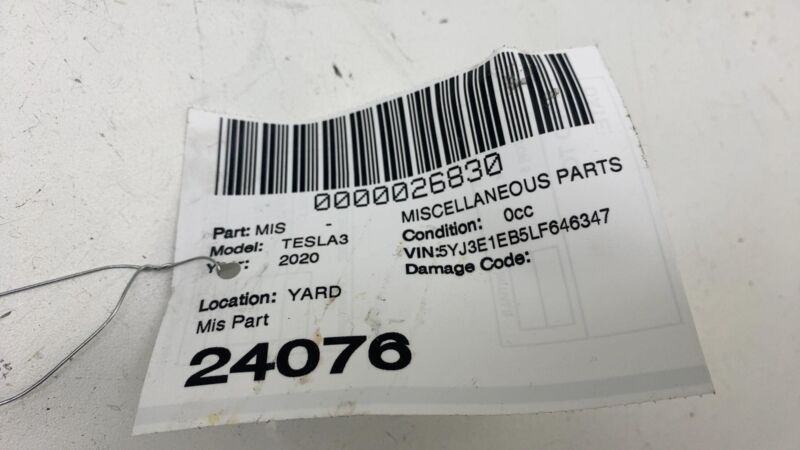 0000026830
MISCELLANEOUS PARTS
Part: MIS -
Condition: 0cc
Model: TESLA3
VIN:5YJ3E1EB5LF646347
2020
Damage Code:
Location: YARD
Mis Part
24076